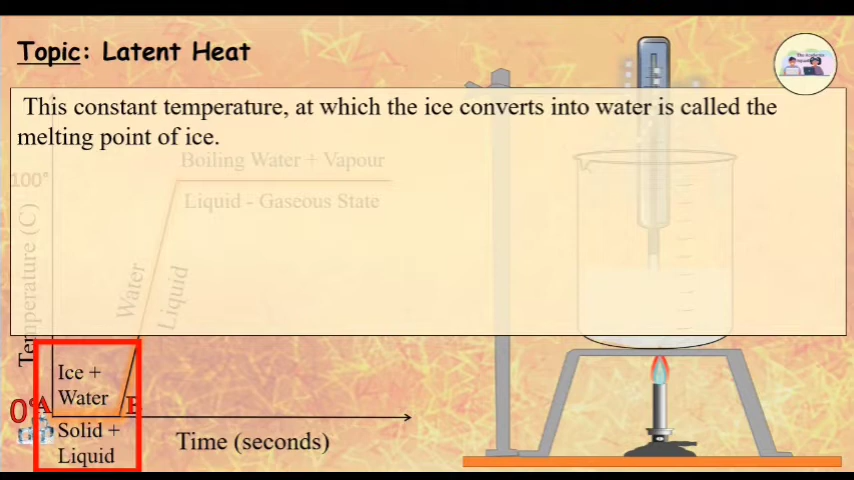 Topic: Latent Heat
This constant temperature, at which the ice converts into water is called the
melting point of ice.
Boiling Water + Vapour
100°
Liquid - Gaseous State
Temperature (C)
Water
Liquid
Ice +
Water
0°
A
B
Solid +
Liquid
Time (seconds)